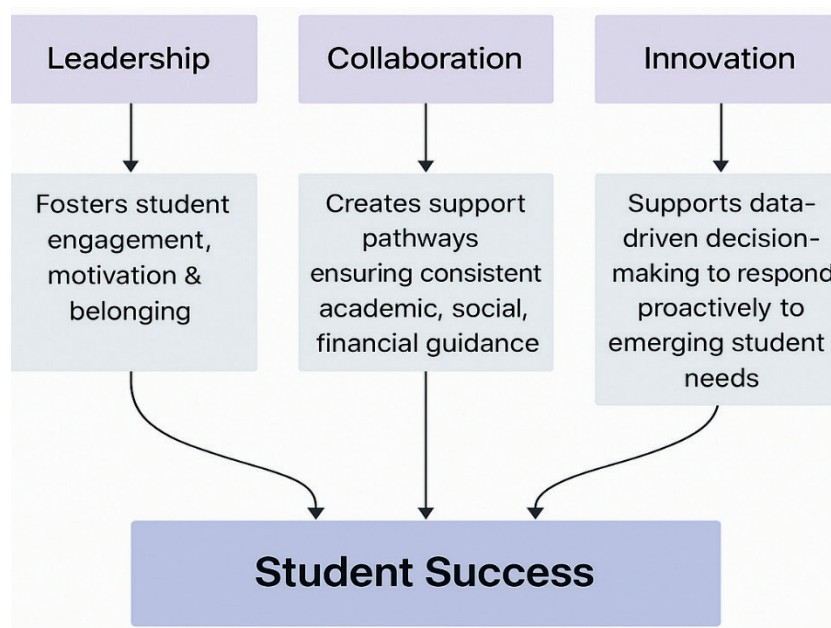 Leadership
Collaboration
Innovation
Fosters student
engagement,
motivation &
belonging
Creates support
pathways
ensuring consistent
academic, social,
financial guidance
Supports data-
driven decision-
making to respond
proactively to
emerging student
needs
Student Success